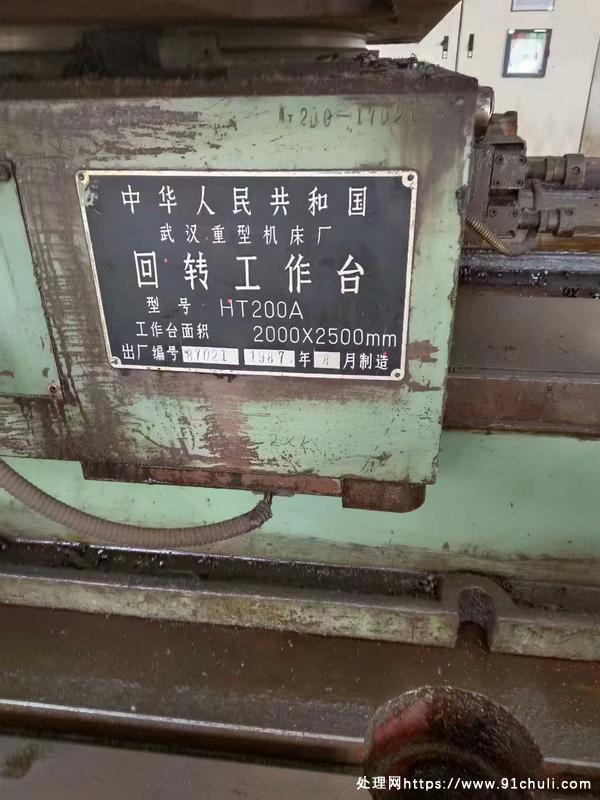 HT200-17021
中华人民共和国
武汉重型机床厂
回转工作台
型号 HT200A
工作台面积 2000X2500mm
出厂编号 87021 1987.年 8 月制造
处理网https://www.91chuli.com